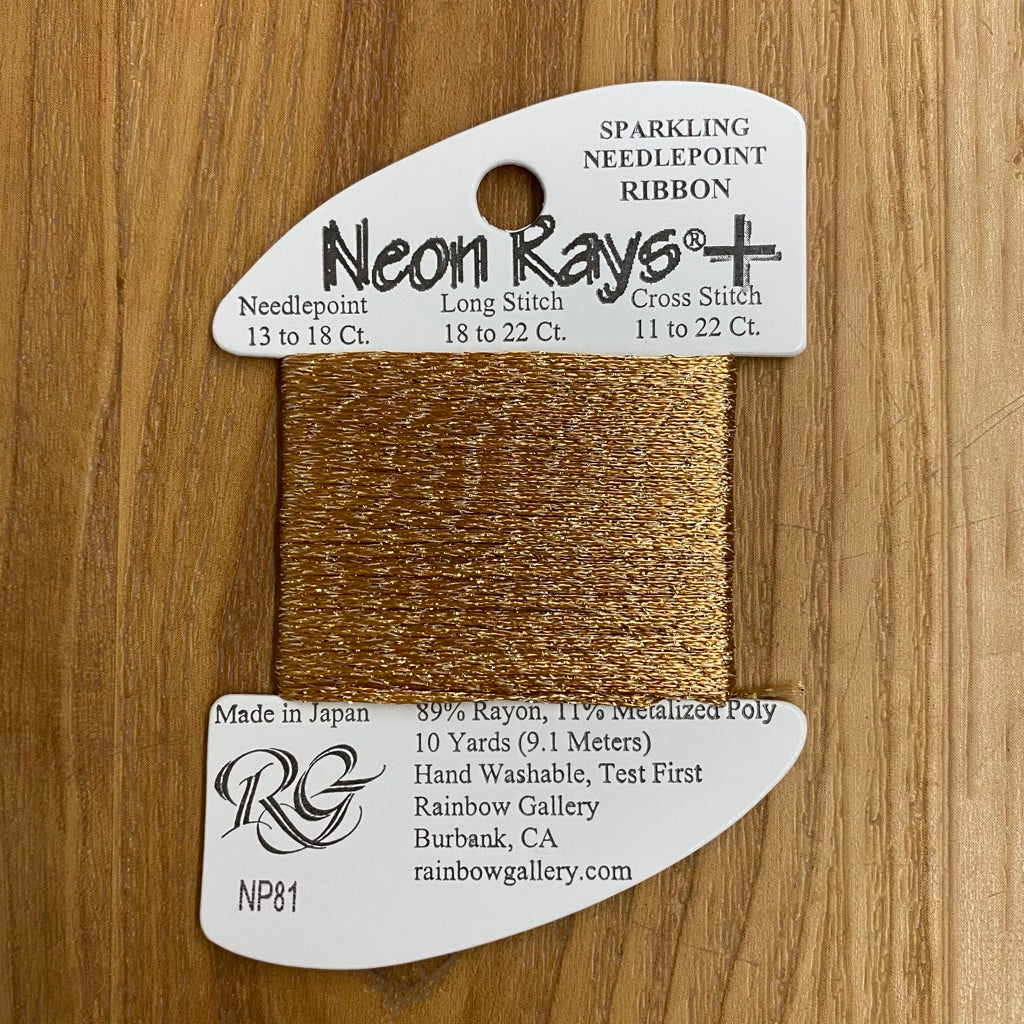 SPARKLING
NEEDLEPOINT
RIBBON
Neon Rays®+
Needlepoint Long Stitch Cross Stitch
13 to 18 Ct. 18 to 22 Ct. 11 to 22 Ct.
Made in Japan 89% Rayon, 11% Metalized Poly
10 Yards (9.1 Meters)
Hand Washable, Test First
RG Rainbow Gallery
Burbank, CA
rainbowgallery.com
NP81